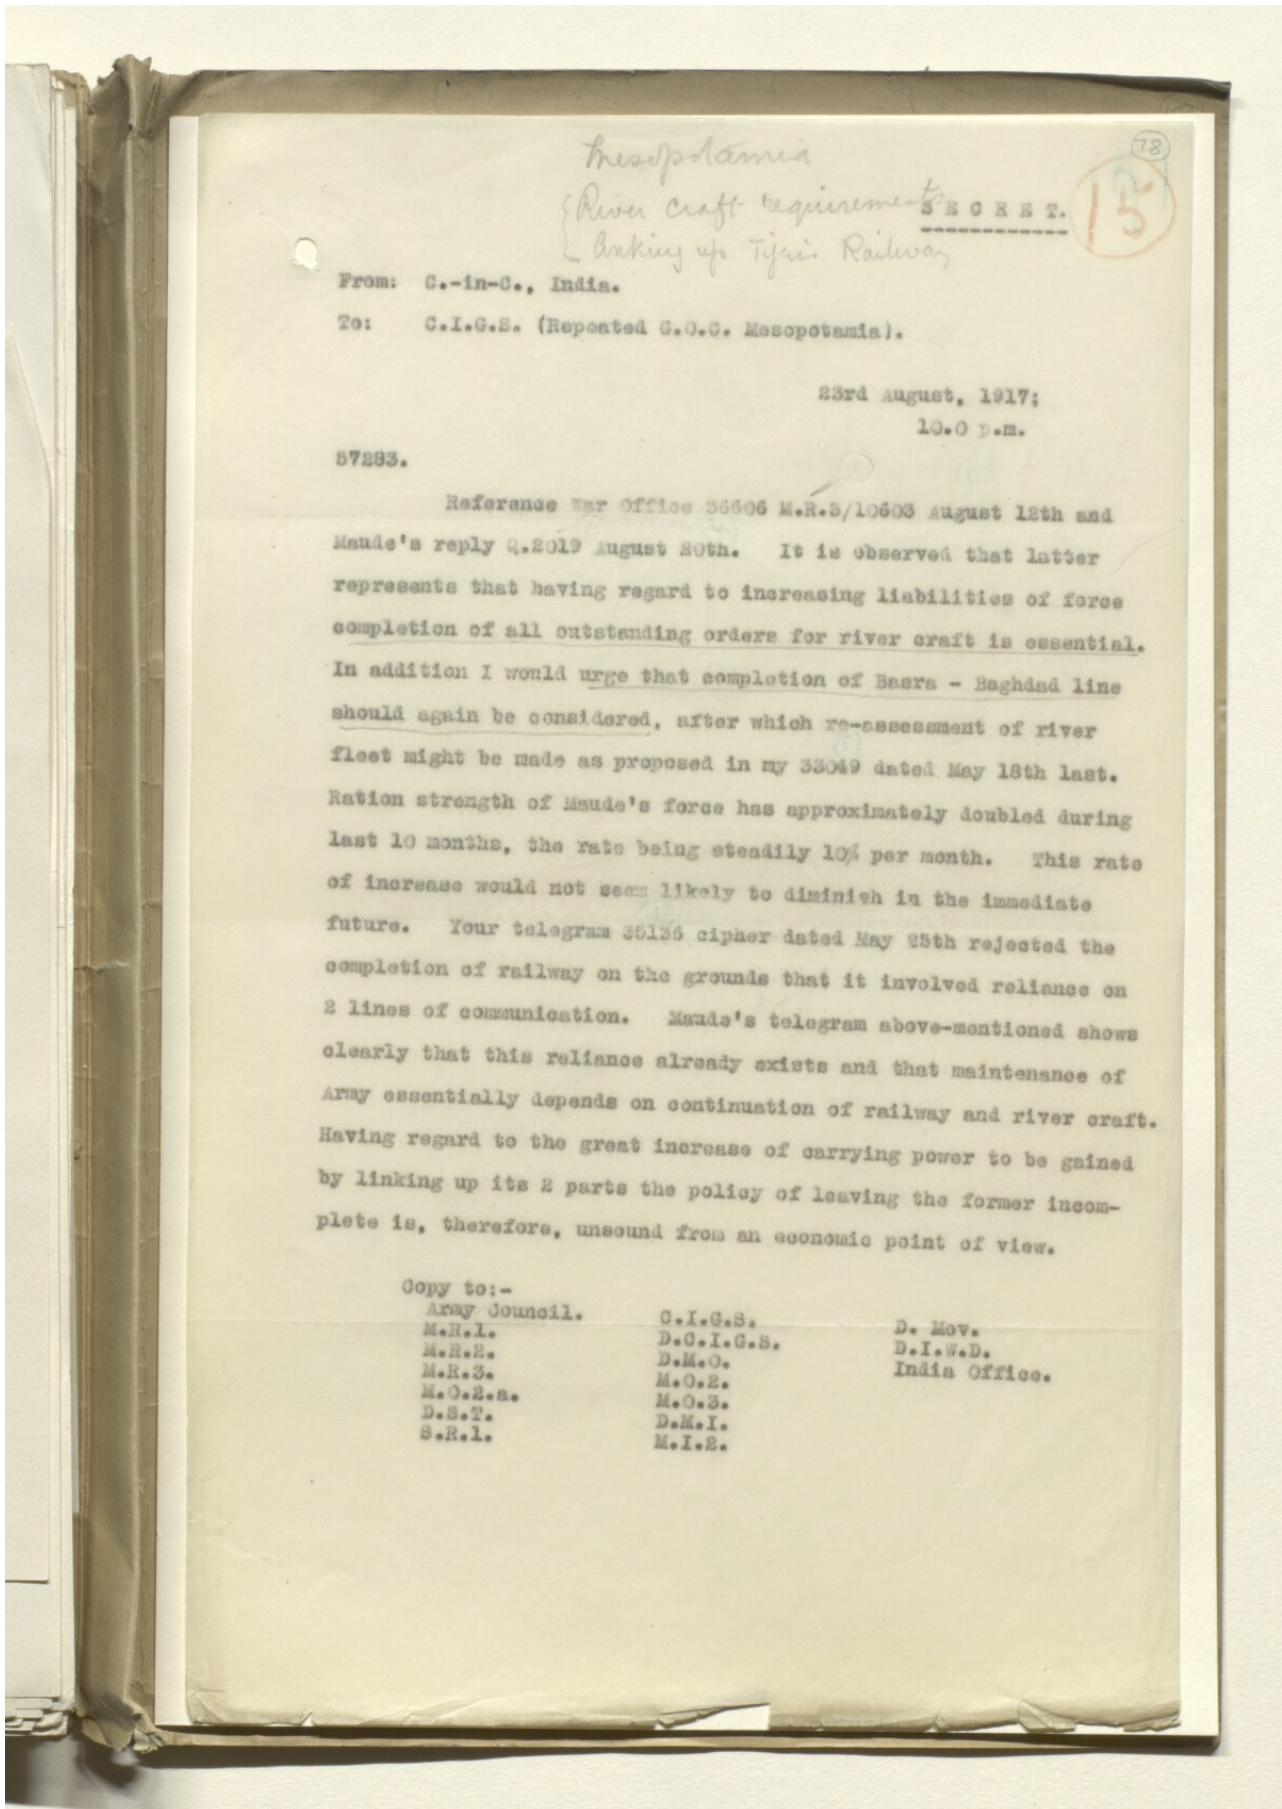 78
Mesopotamia
15
River craft requirements
SECRET.
Linking up Tigris Railway
From: C.-in-C., India.
To: C.I.G.S. (Repeated G.O.C. Mesopotamia).
23rd August, 1917;
10.0 p.m.
57283.
Reference War Office 36606 M.R.3/10603 August 12th and
Maude's reply Q.2019 August 20th. It is observed that latter
represents that having regard to increasing liabilities of force
completion of all outstanding orders for river craft is essential.
In addition I would urge that completion of Basra - Baghdad line
should again be considered, after which re-assessment of river
fleet might be made as proposed in my 33049 dated May 18th last.
Ration strength of Maude's force has approximately doubled during
last 10 months, the rate being steadily 10% per month. This rate
of increase would not seem likely to diminish in the immediate
future. Your telegram 35136 cipher dated May 25th rejected the
completion of railway on the grounds that it involved reliance on
2 lines of communication. Maude's telegram above-mentioned shows
clearly that this reliance already exists and that maintenance of
Army essentially depends on continuation of railway and river craft.
Having regard to the great increase of carrying power to be gained
by linking up its 2 parts the policy of leaving the former incom-
plete is, therefore, unsound from an economic point of view.
Copy to:-
Army Council. C.I.G.S. D. Mov.
M.R.1. D.C.I.G.S. D.I.W.D.
M.R.2. D.M.O. India Office.
M.R.3. M.O.2.
M.O.2.a. M.O.3.
D.S.T. D.M.I.
S.R.1. M.I.2.